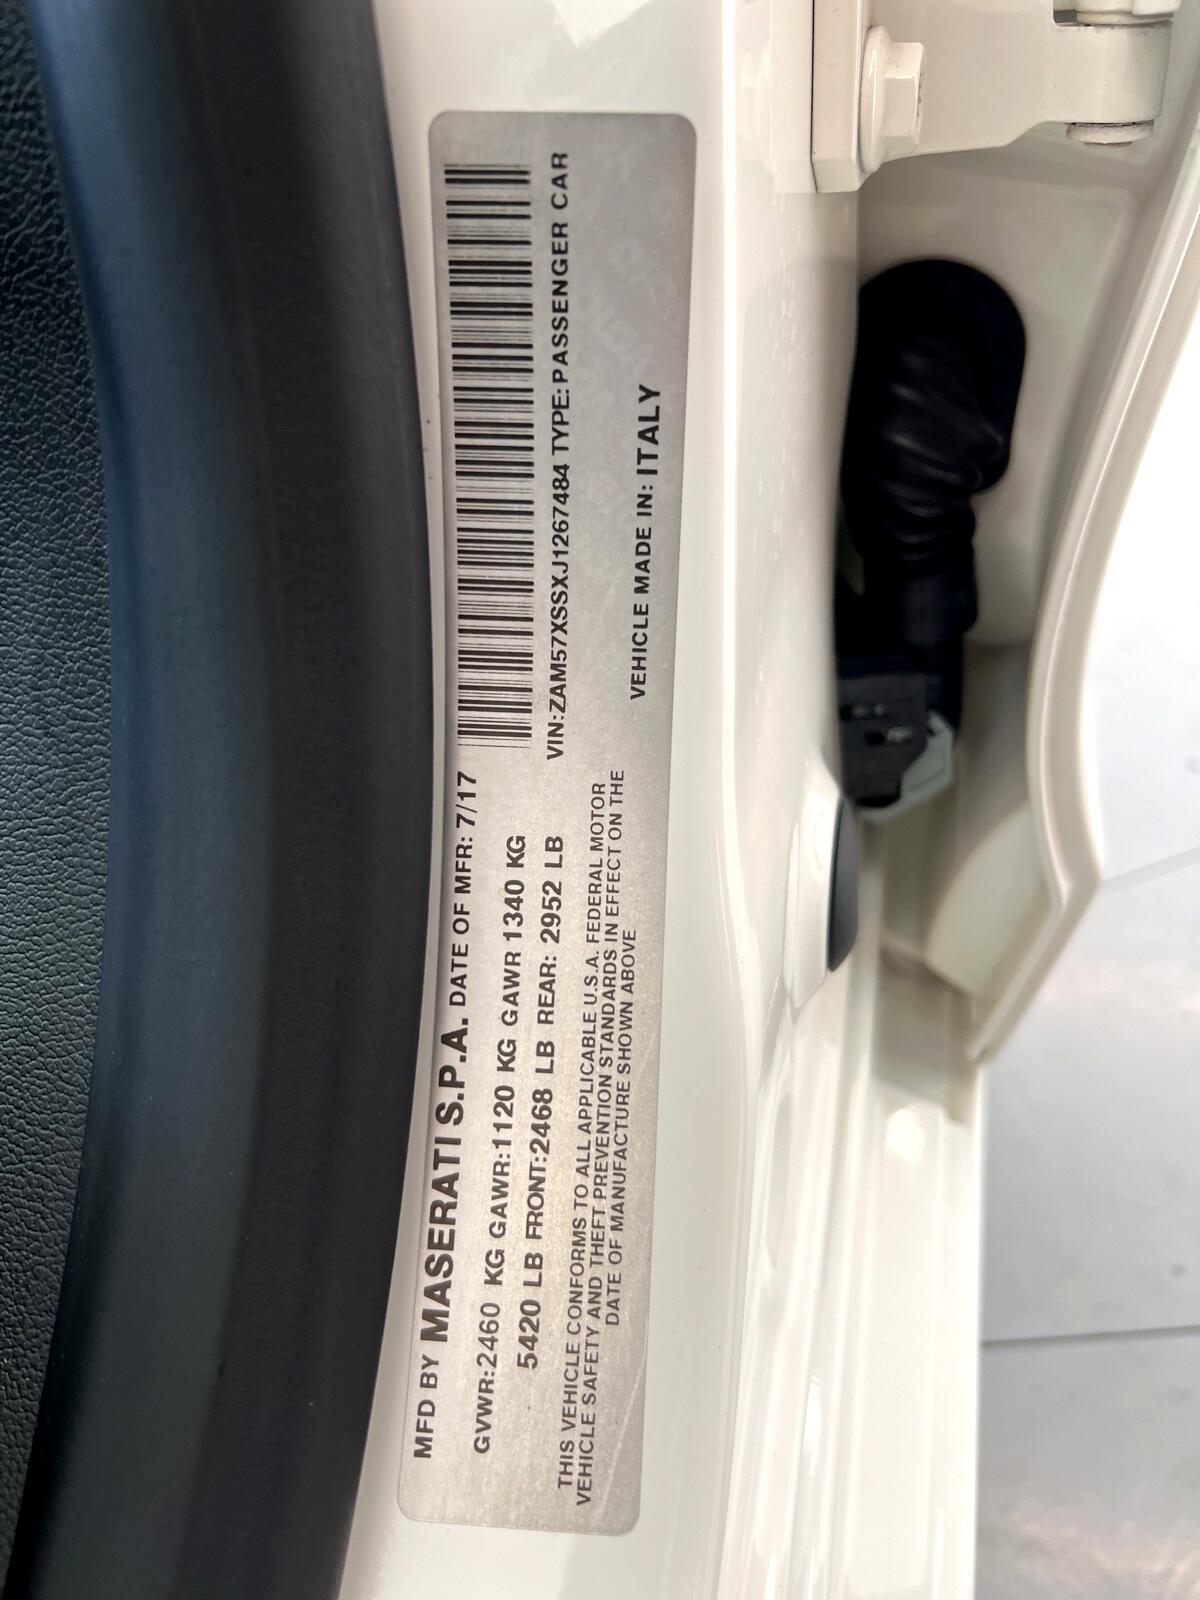 MFD BY MASERATI S.P.A. DATE OF MFR: 7/17
GVWR:2460 KG GAWR:1120 KG GAWR 1340 KG
5420 LB FRONT:2468 LB REAR: 2952 LB
THIS VEHICLE CONFORMS TO ALL APPLICABLE U.S.A. FEDERAL MOTOR
VEHICLE SAFETY AND THEFT PREVENTION STANDARDS IN EFFECT ON THE
DATE OF MANUFACTURE SHOWN ABOVE
VIN:ZAM57XSSXJ1267484 TYPE:PASSENGER CAR
VEHICLE MADE IN: ITALY